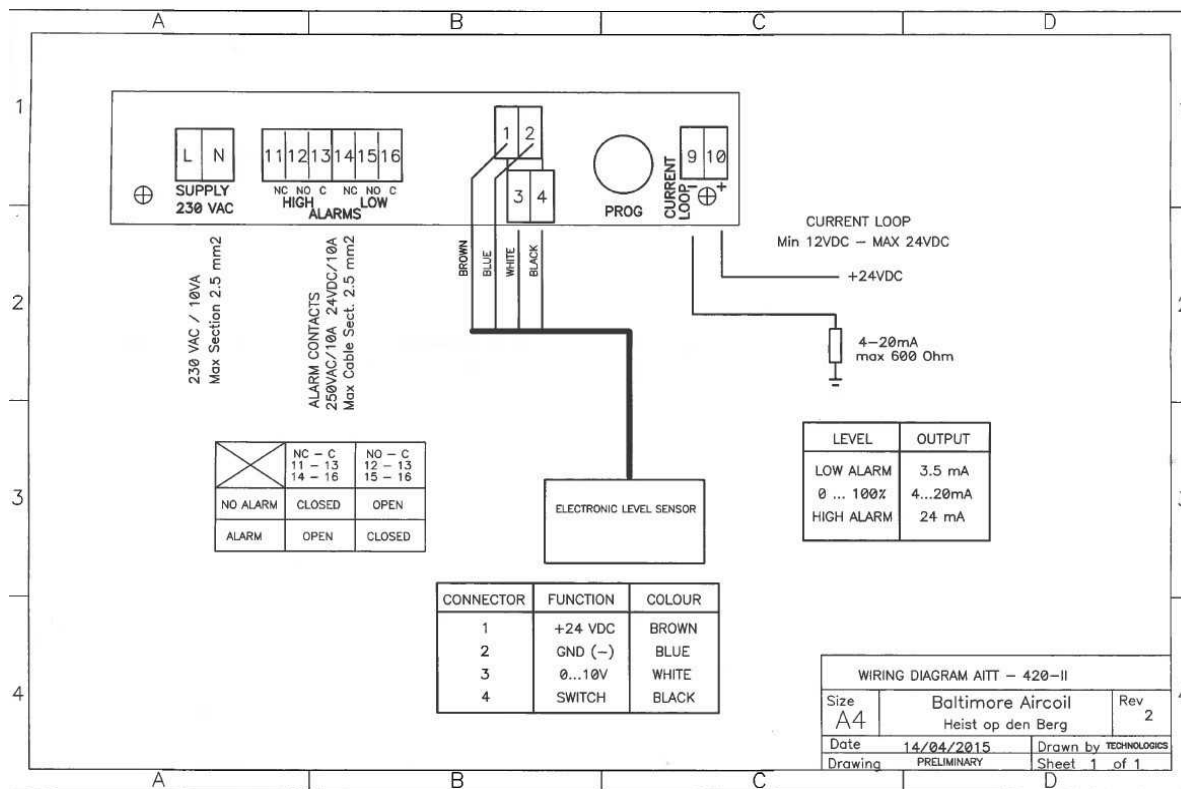 A B C D
1
2
3
4
L N
SUPPLY
230 VAC
11 12 13 14 15 16
NC NO C NC NO C
HIGH LOW
ALARMS
1 2
3 4
PROG
CURRENT
LOOP
9 10
- +
230 VAC / 10VA
Max Section 2.5 mm2
ALARM CONTACTS
250VAC/10A 24VDC/10A
Max Cable Sect. 2.5 mm2
BROWN
BLUE
WHITE
BLACK
CURRENT LOOP
Min 12VDC – MAX 24VDC
+24VDC
4–20mA
max 600 Ohm
NC – C NO – C
11 – 13 12 – 13
14 – 16 15 – 16
NO ALARM CLOSED OPEN
ALARM OPEN CLOSED
ELECTRONIC LEVEL SENSOR
LEVEL OUTPUT
LOW ALARM 3.5 mA
0 ... 100% 4...20mA
HIGH ALARM 24 mA
CONNECTOR FUNCTION COLOUR
1 +24 VDC BROWN
2 GND (–) BLUE
3 0...10V WHITE
4 SWITCH BLACK
WIRING DIAGRAM AITT – 420–II
Size A4
Baltimore Aircoil
Heist op den Berg
Rev 2
Date 14/04/2015 Drawn by TECHNOLOGICS
Drawing PRELIMINARY Sheet 1 of 1
1
2
3
4
A B C D